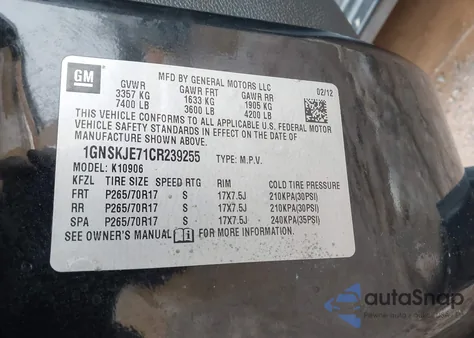 GM
MFD BY GENERAL MOTORS LLC 02/12
GVWR GAWR FRT GAWR RR
3357 KG 1633 KG 1905 KG
7400 LB 3600 LB 4200 LB
THIS VEHICLE CONFORMS TO ALL APPLICABLE U.S. FEDERAL MOTOR
VEHICLE SAFETY AND THEFT PREVENTION STANDARDS IN EFFECT ON THE DATE OF
MANUFACTURE SHOWN ABOVE.
1GNSKJE71CR239255 TYPE: M.P.V.
MODEL: K10906
KFZL TIRE SIZE SPEED RTG RIM COLD TIRE PRESSURE
FRT P265/70R17 S 17X7.5J 210KPA(30PSI)
RR P265/70R17 S 17X7.5J 210KPA(30PSI)
SPA P265/70R17 S 17X7.5J 240KPA(35PSI)
SEE OWNER'S MANUAL FOR MORE INFORMATION.
autoSnap